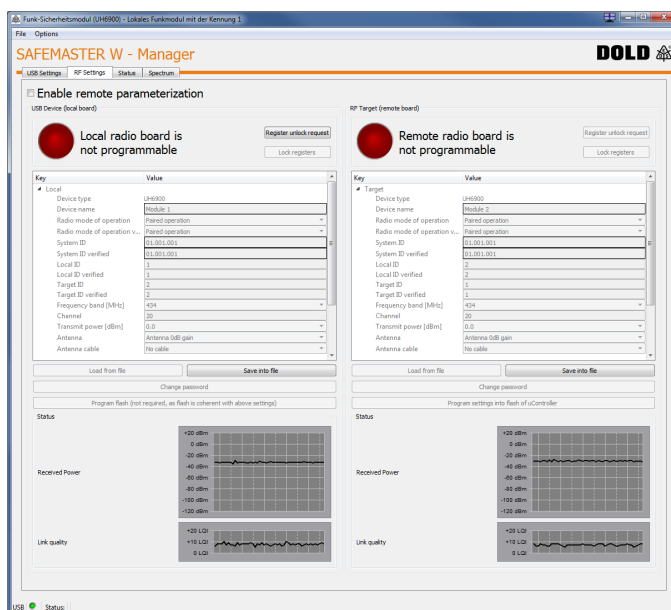 Funk-Sicherheitsmodul (UH6900) - Lokales Funkmodul mit der Kennung 1
File Options
SAFEMASTER W - Manager
DOLD
USB Settings RF Settings Status Spectrum
Enable remote parameterization
USB Device (local board)
Local radio board is
not programmable
Register unlock request
Lock registers
Key Value
Local
Device type UH6900
Device name Module 1
Radio mode of operation Paired operation
Radio mode of operation v... Paired operation
System ID 01.001.001
System ID verified 01.001.001
Local ID 1
Local ID verified 1
Target ID 2
Target ID verified 2
Frequency band [MHz] 434
Channel 20
Transmit power [dBm] 0.0
Antenna Antenna 0dB gain
Antenna cable No cable
Load from file Save into file
Change password
Program flash (not required, as flash is coherent with above settings)
Status
Received Power
+20 dBm
0 dBm
-20 dBm
-40 dBm
-60 dBm
-80 dBm
-100 dBm
-120 dBm
Link quality
+20 LQI
+10 LQI
0 LQI
RF Target (remote board)
Remote radio board is
not programmable
Register unlock request
Lock registers
Key Value
Target
Device type UH6900
Device name Module 2
Radio mode of operation Paired operation
Radio mode of operation v... Paired operation
System ID 01.001.001
System ID verified 01.001.001
Local ID 2
Local ID verified 2
Target ID 1
Target ID verified 1
Frequency band [MHz] 434
Channel 20
Transmit power [dBm] 0.0
Antenna Antenna 0dB gain
Antenna cable No cable
Load from file Save into file
Change password
Program settings into flash of uController
Status
Received Power
+20 dBm
0 dBm
-20 dBm
-40 dBm
-60 dBm
-80 dBm
-100 dBm
-120 dBm
Link quality
+20 LQI
+10 LQI
0 LQI
USB Status: